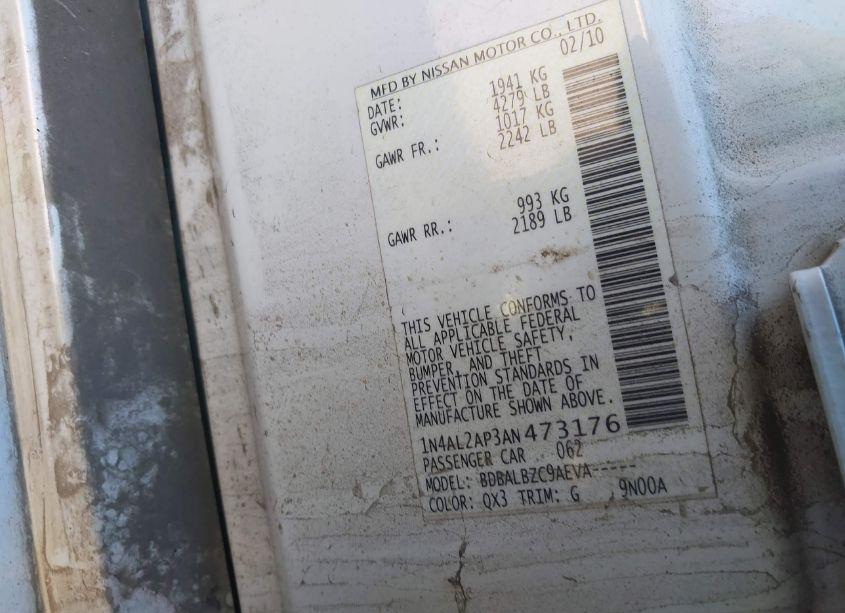 MFD BY NISSAN MOTOR CO., LTD.
DATE: 02/10
GVWR: 1941 KG
4279 LB
GAWR FR.: 1017 KG
2242 LB
GAWR RR.: 993 KG
2189 LB
THIS VEHICLE CONFORMS TO
ALL APPLICABLE FEDERAL
MOTOR VEHICLE SAFETY,
BUMPER, AND THEFT
PREVENTION STANDARDS IN
EFFECT ON THE DATE OF
MANUFACTURE SHOWN ABOVE.
1N4AL2AP3AN473176
PASSENGER CAR 062
MODEL: BDBALBZC9AEVA-----
COLOR: QX3 TRIM: G 9N00A